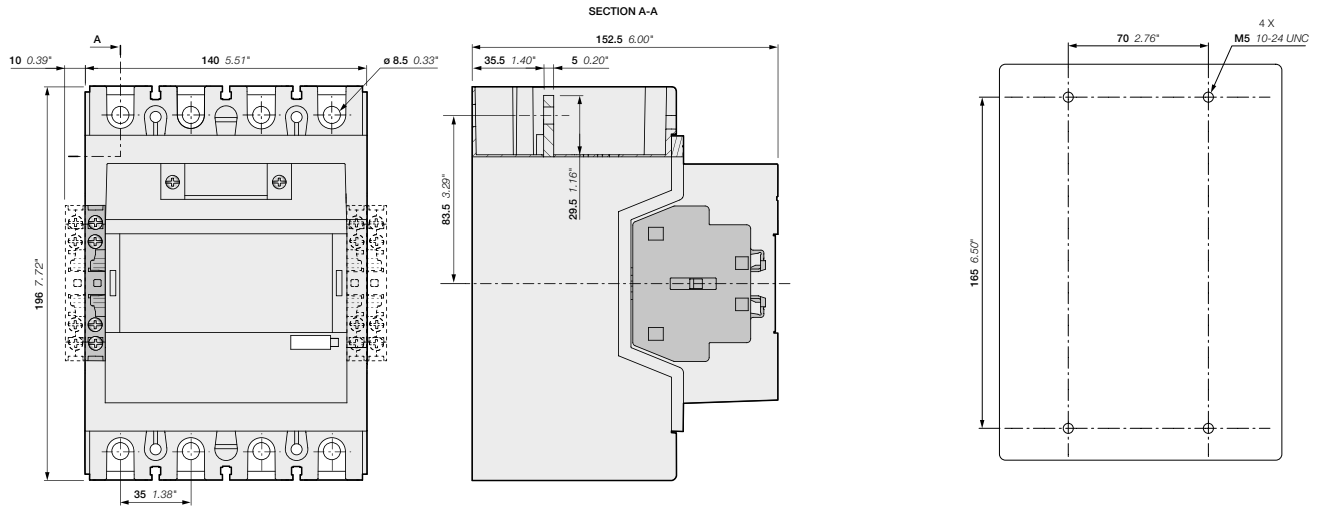 SECTION A-A
A
10 0.39"
140 5.51"
ø 8.5 0.33"
196 7.72"
35 1.38"
152.5 6.00"
35.5 1.40"
5 0.20"
83.5 3.29"
29.5 1.16"
4 X
70 2.76"
M5 10-24 UNC
165 6.50"